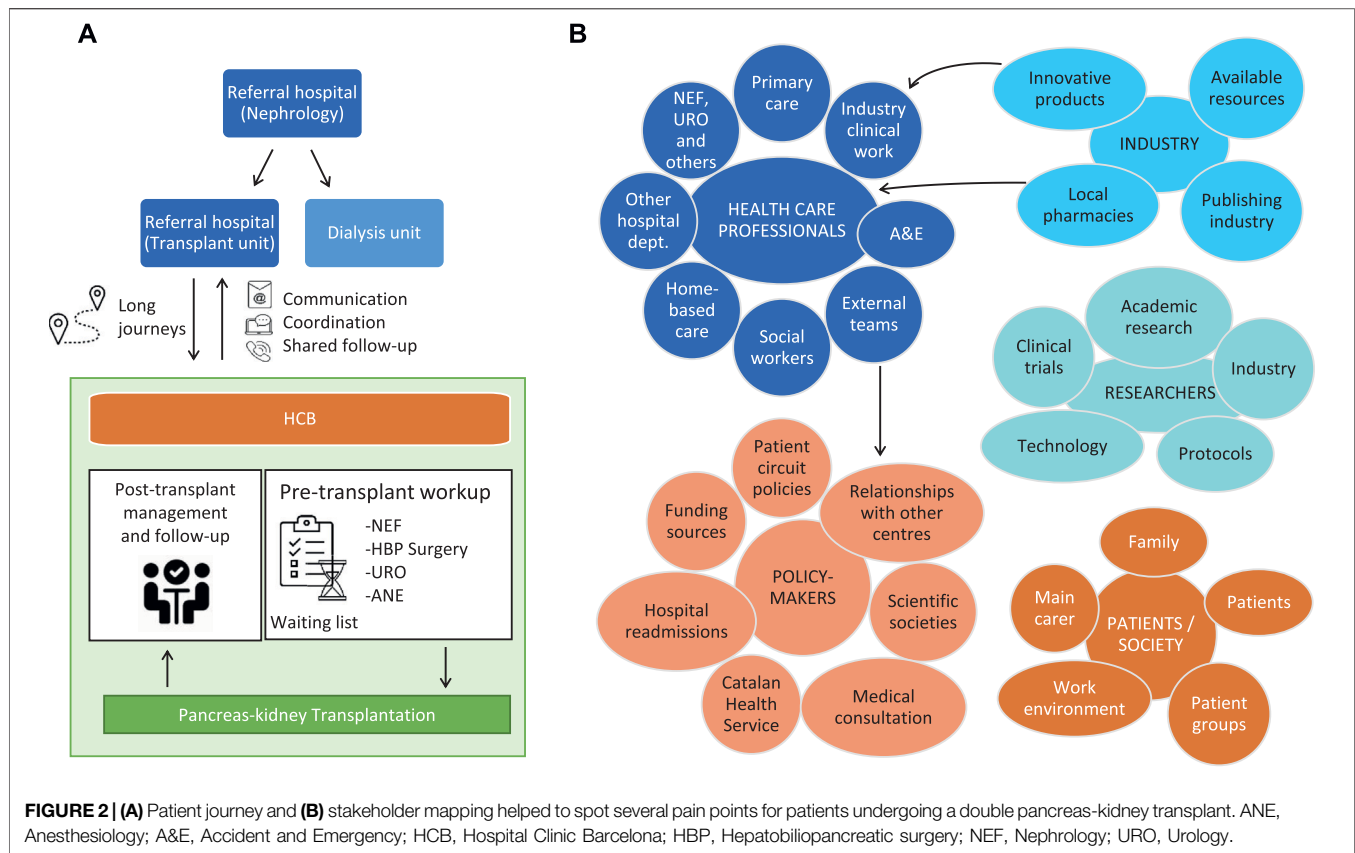 A
Referral hospital
(Nephrology)
Referral hospital
(Transplant unit)
Dialysis unit
Long
journeys
@
Communication
Coordination
Shared follow-up
HCB
Post-transplant
management
and follow-up
Pre-transplant workup
-NEF
-HBP Surgery
-URO
-ANE
Waiting list
Pancreas-kidney Transplantation
B
Primary
care
NEF,
URO
and
others
Industry
clinical
work
Other
hospital
dept.
HEALTH CARE
PROFESSIONALS
A&E
Home-
based
care
Social
workers
External
teams
Innovative
products
Available
resources
INDUSTRY
Local
pharmacies
Publishing
industry
Academic
research
Clinical
trials
Industry
RESEARCHERS
Technology
Protocols
Patient
circuit
policies
Funding
sources
Relationships
with other
centres
POLICY-
MAKERS
Hospital
readmissions
Scientific
societies
Catalan
Health
Service
Medical
consultation
Family
Main
carer
Patients
PATIENTS /
SOCIETY
Work
environment
Patient
groups
FIGURE 2 | (A) Patient journey and (B) stakeholder mapping helped to spot several pain points for patients undergoing a double pancreas-kidney transplant. ANE,
Anesthesiology; A&E, Accident and Emergency; HCB, Hospital Clinic Barcelona; HBP, Hepatobiliopancreatic surgery; NEF, Nephrology; URO, Urology.